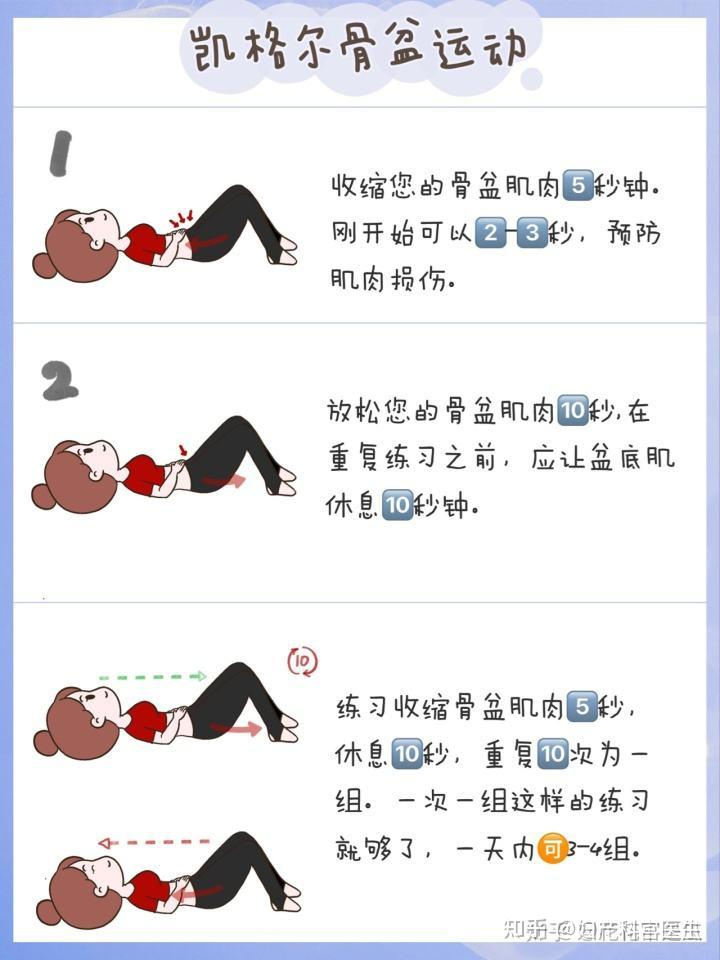 凯格尔骨盆运动
1
收缩您的骨盆肌肉5秒钟。
刚开始可以2-3秒，预防
肌肉损伤。
2
放松您的骨盆肌肉10秒,在
重复练习之前，应让盆底肌
休息10秒钟。
10
练习收缩骨盆肌肉5秒，
休息10秒，重复10次为一
组。一次一组这样的练习
就够了，一天内可3-4组。
知乎 @妇产科宫医生